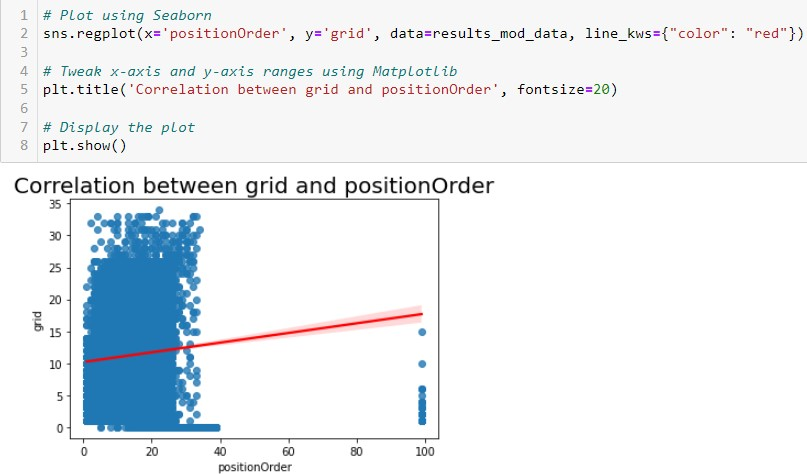 1 # Plot using Seaborn
2 sns.regplot(x='positionOrder', y='grid', data=results_mod_data, line_kws={"color": "red"})
3
4 # Tweak x-axis and y-axis ranges using Matplotlib
5 plt.title('Correlation between grid and positionOrder', fontsize=20)
6
7 # Display the plot
8 plt.show()
Correlation between grid and positionOrder
35
30
25
20
15
10
5
0
grid
0 20 40 60 80 100
positionOrder